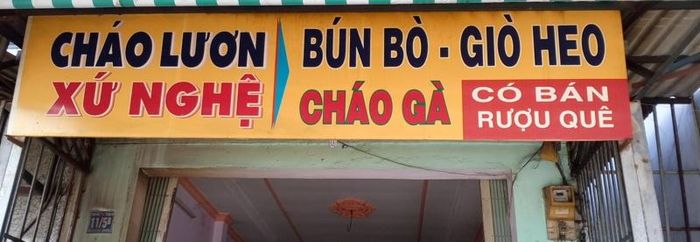 CHÁO LƯƠN
XỨ NGHỆ
BÚN BÒ - GIÒ HEO
CHÁO GÀ
CÓ BÁN
RƯỢU QUÊ